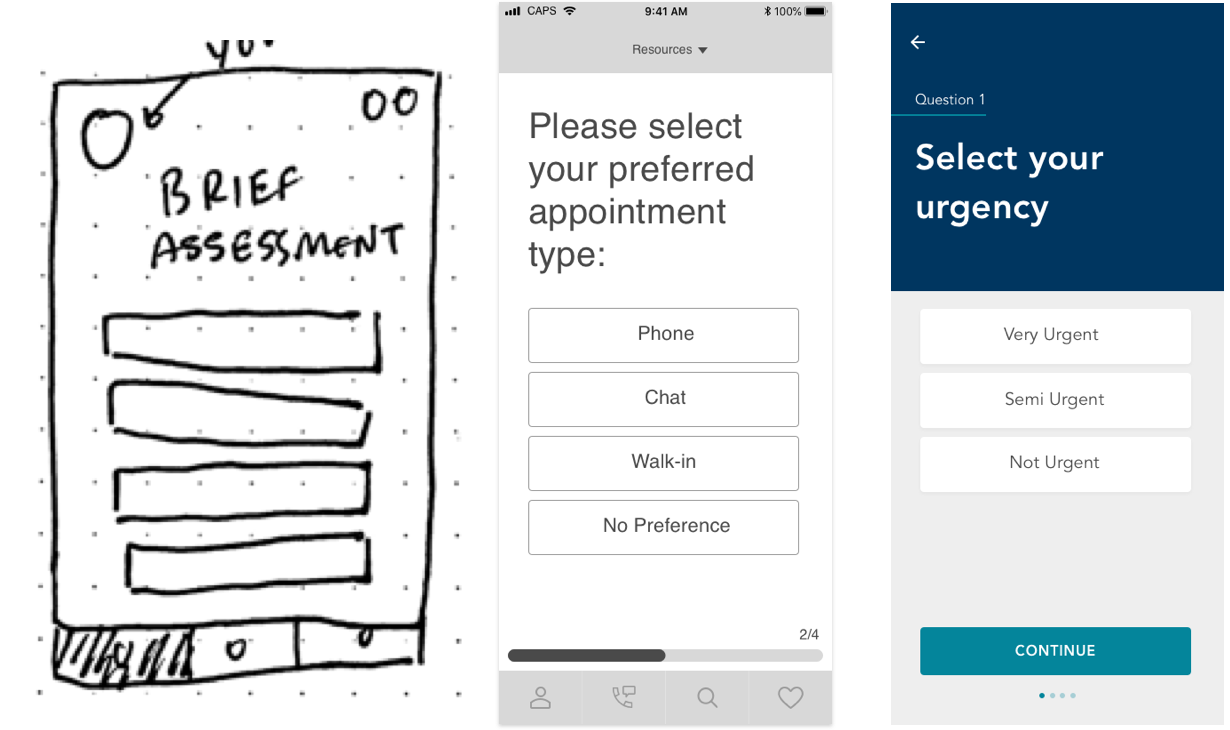 BRIEF
ASSESSMENT
CAPS
9:41 AM
100%
Resources
Please select
your preferred
appointment
type:
Phone
Chat
Walk-in
No Preference
2/4
Question 1
Select your
urgency
Very Urgent
Semi Urgent
Not Urgent
CONTINUE